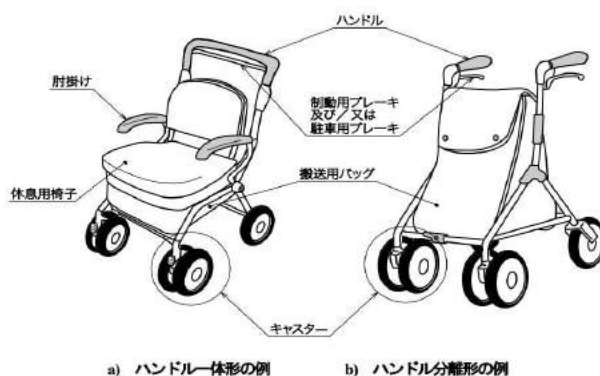 ハンドル
肘掛け
制動用ブレーキ
及び/又は
駐車用ブレーキ
休息用椅子
搬送用バッグ
キャスター
a) ハンドル一体形の例
b) ハンドル分離形の例